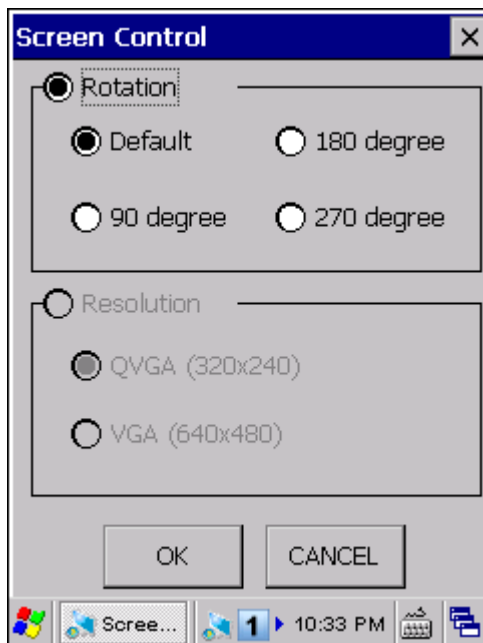 Screen Control
Rotation
Default
180 degree
90 degree
270 degree
Resolution
QVGA (320x240)
VGA (640x480)
OK
CANCEL
Scree... 1 10:33 PM